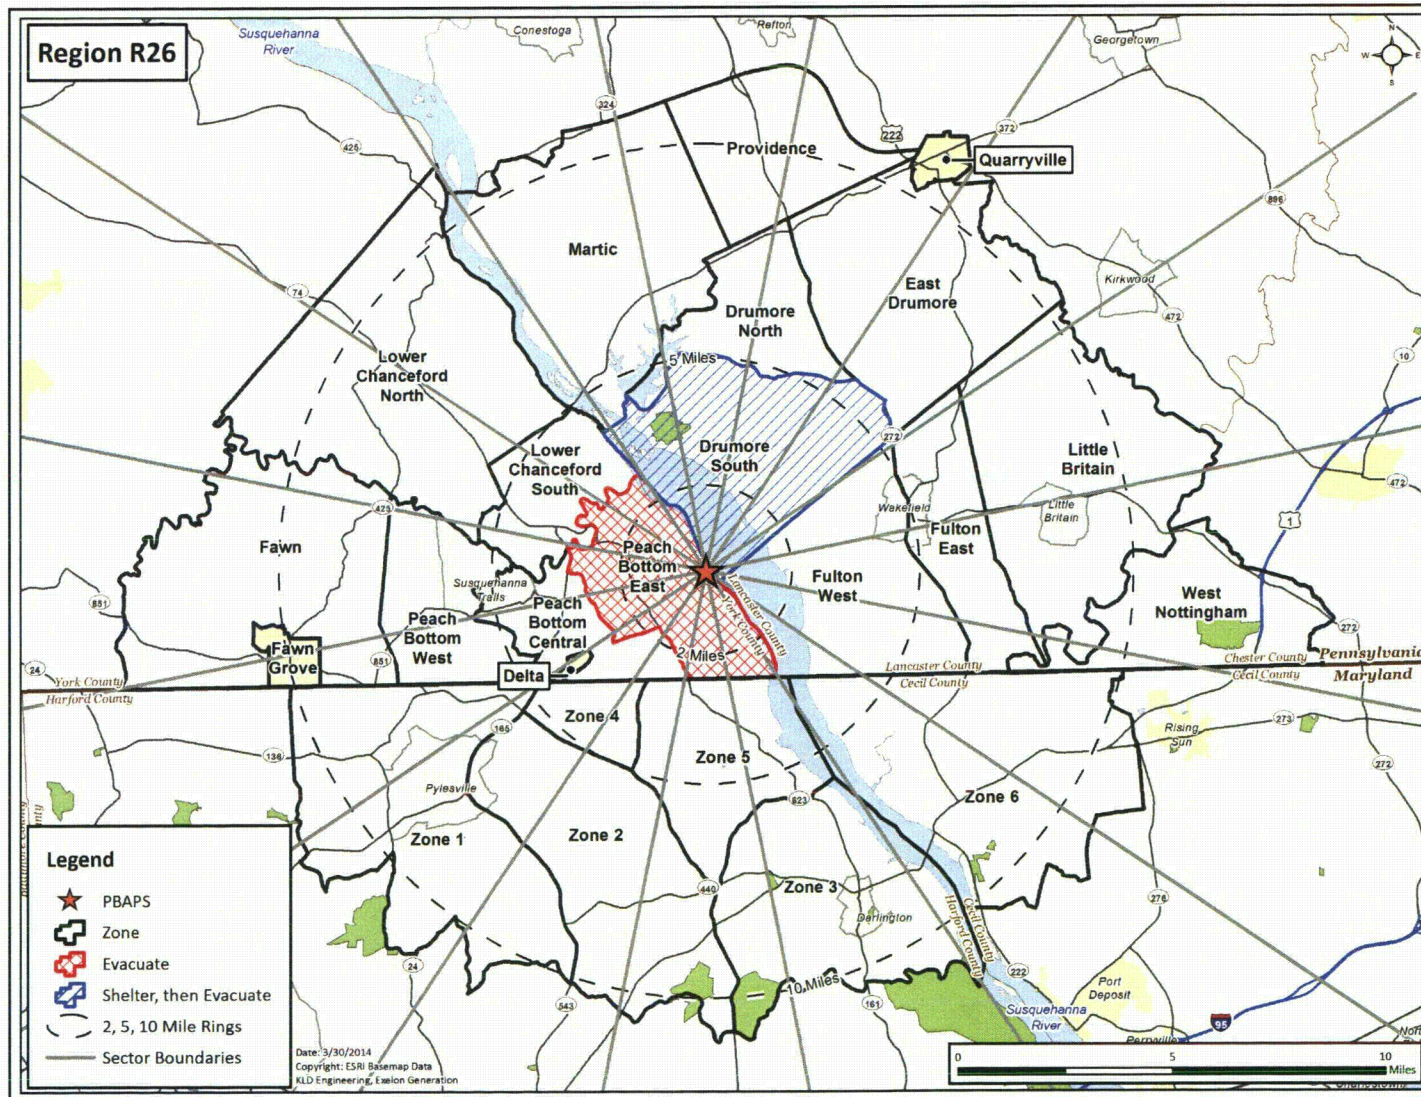 Region R26
Susquehanna
River
Conestoga
Refton
Georgetown
N
W
E
S
324
222
372
425
Providence
Quarryville
896
Martic
Kirkwood
East
Drumore
74
Drumore
North
472
Lower
Chanceford
North
5 Miles
10
272
Drumore
South
Lower
Chanceford
South
Little
Britain
472
425
Wakefield
Little
Britain
1
Fulton
East
Fawn
Peach
Bottom
East
Susquehanna
Trails
Lancaster County
York County
Fulton
West
West
Nottingham
851
Peach
Bottom
West
Peach
Bottom
Central
272
Fawn
Grove
851
2 Miles
24
Delta
Lancaster County
Cecil County
Chester County
Cecil County
Pennsylvania
Maryland
York County
Harford County
Zone 4
165
136
Zone 5
Rising
Sun
273
272
Pylesville
623
Zone 6
Zone 1
Zone 2
Zone 3
440
Darlington
276
Cecil County
Harford County
24
543
10 Miles
161
222
Port
Deposit
Susquehanna
River
95
Perryville
Legend
PBAPS
Zone
Evacuate
Shelter, then Evacuate
2, 5, 10 Mile Rings
Sector Boundaries
Date: 3/30/2014
Copyright: ESRI Basemap Data
KLD Engineering, Exelon Generation
0
5
10
Miles